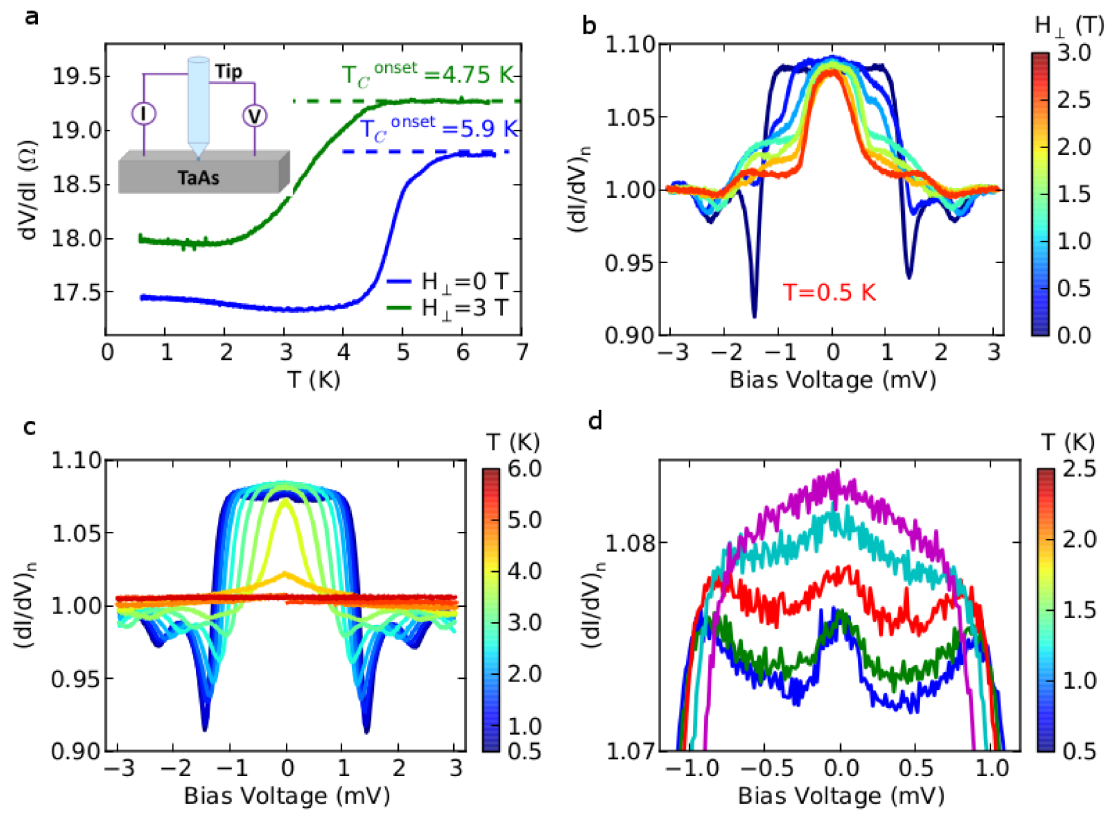 a
19.5
19.0
18.5
18.0
17.5
dV/dI (Ω)
0 1 2 3 4 5 6 7
T (K)
Tip
I
V
TaAs
T_C^onset=4.75 K
T_C^onset=5.9 K
H⊥=0 T
H⊥=3 T
b
H⊥ (T)
1.10
1.05
1.00
0.95
0.90
(dI/dV)n
T=0.5 K
−3 −2 −1 0 1 2 3
Bias Voltage (mV)
3.0
2.5
2.0
1.5
1.0
0.5
0.0
c
T (K)
1.10
1.05
1.00
0.95
0.90
(dI/dV)n
−3 −2 −1 0 1 2 3
Bias Voltage (mV)
6.0
5.0
4.0
3.0
2.0
1.0
0.5
d
T (K)
1.08
1.07
(dI/dV)n
−1.0 −0.5 0.0 0.5 1.0
Bias Voltage (mV)
2.5
2.0
1.5
1.0
0.5